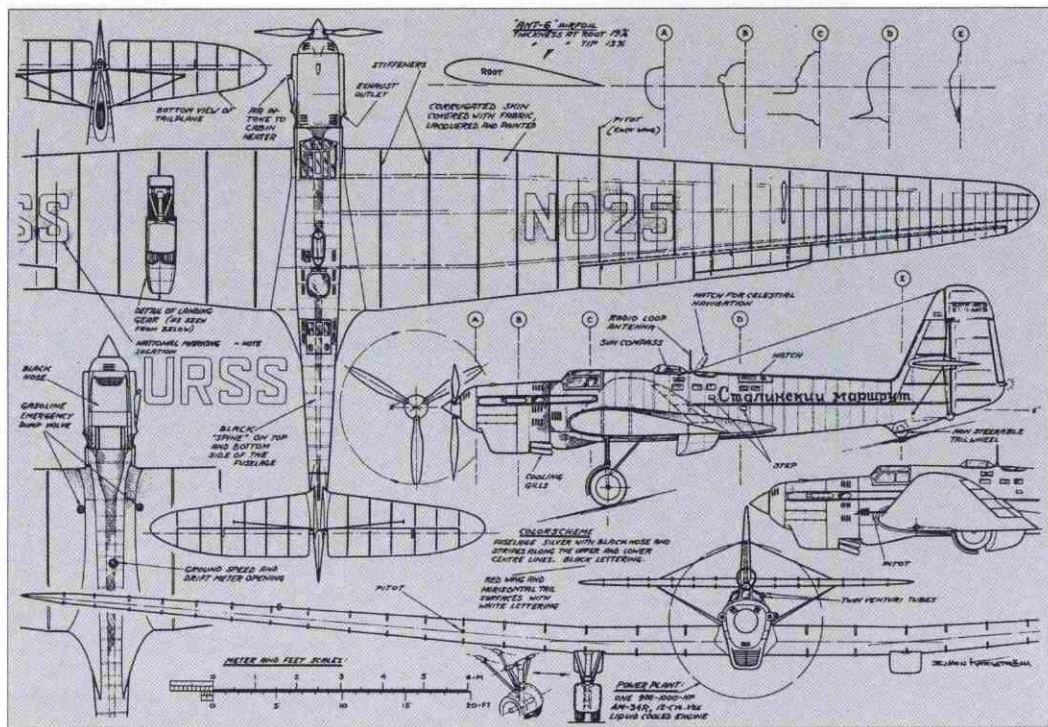 "ANT-6" AIRFOIL
THICKNESS AT ROOT 19%
" " TIP 13%
ROOT
A
B
C
D
E
BOTTOM VIEW OF
TAILPLANE
AIR IN-
TAKE TO
CABIN
HEATER
STIFFENERS
EXHAUST
OUTLET
CORRUGATED SKIN
COVERED WITH FABRIC,
LACQUERED AND PAINTED
PITOT
(EACH WING)
SS
NO25
DETAIL OF LANDING
GEAR (AS SEEN
FROM BELOW)
NATIONAL MARKING - NOTE
LOCATION
URSS
HATCH FOR CELESTIAL
NAVIGATION
RADIO LOOP
ANTENNA
SUN COMPASS
HATCH
A
B
C
D
E
BLACK
NOSE
GASOLINE
EMERGENCY
DUMP VALVE
BLACK
"SPINE" ON TOP
AND BOTTOM
SIDE OF THE
FUSELAGE
Сталинский маршрут
NON STEERABLE
TAILWHEEL
STEP
COOLING
GILLS
COLORSCHEME
FUSELAGE SILVER WITH BLACK NOSE AND
STRIPES ALONG THE UPPER AND LOWER
CENTRE LINES. BLACK LETTERING.
RED WING AND
HORIZONTAL TAIL
SURFACES WITH
WHITE LETTERING
GROUND SPEED AND
DRIFT METER OPENING
PITOT
PITOT
TWIN VENTURI TUBES
METER AND FEET SCALES:
0
2
4-M
0
5
10
15
20-FT
POWER PLANT:
ONE 900-1000-HP
AM-34R, 12-CYL-VEE
LIQUID COOLED ENGINE